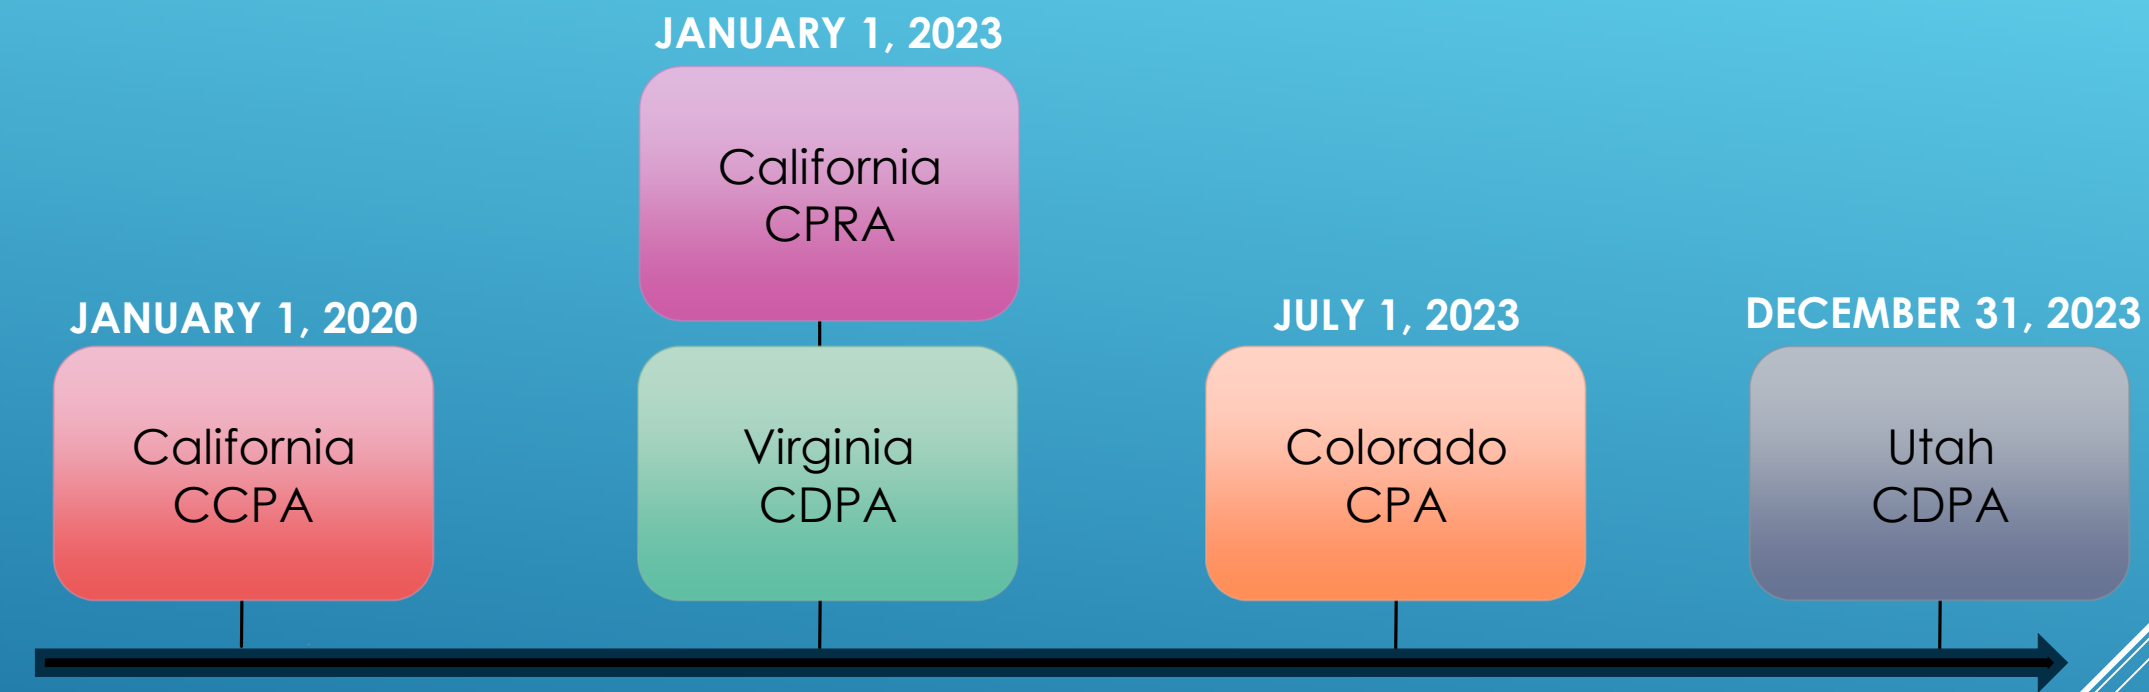 JANUARY 1, 2020
California
CCPA
JANUARY 1, 2023
California
CPRA
Virginia
CDPA
JULY 1, 2023
Colorado
CPA
DECEMBER 31, 2023
Utah
CDPA